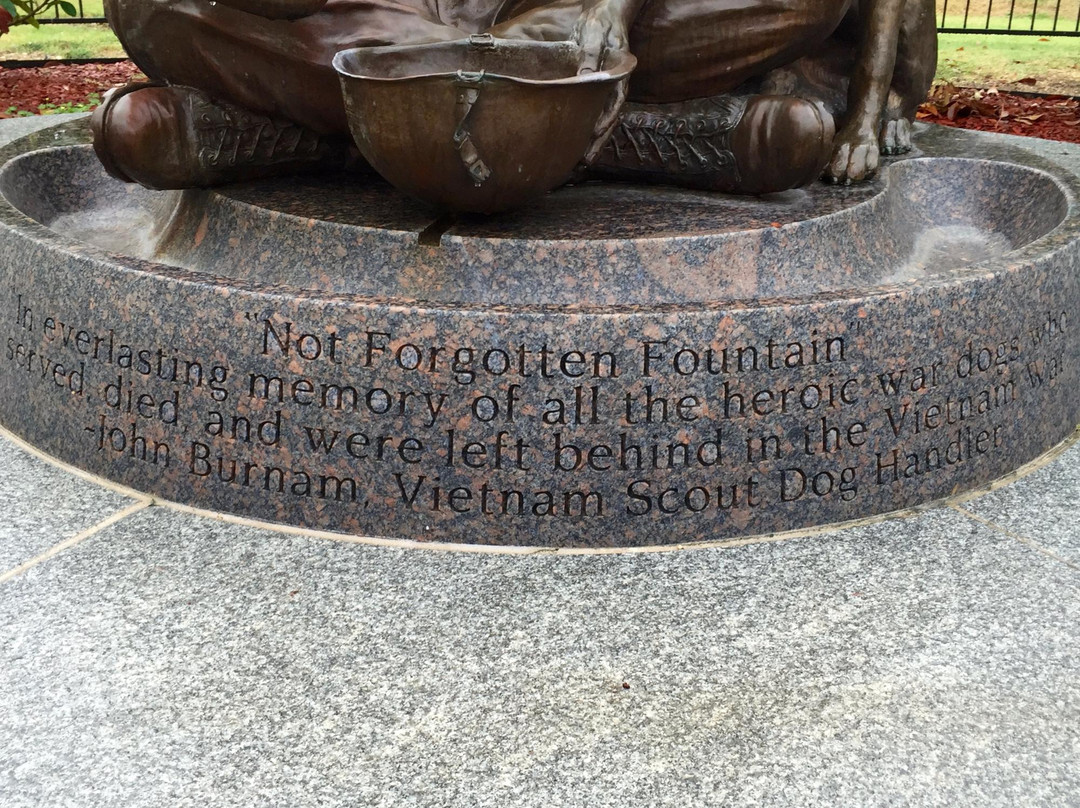 "Not Forgotten Fountain"
In everlasting memory of all the heroic war dogs who
served, died, and were left behind in the Vietnam War
-John Burnam, Vietnam Scout Dog Handler